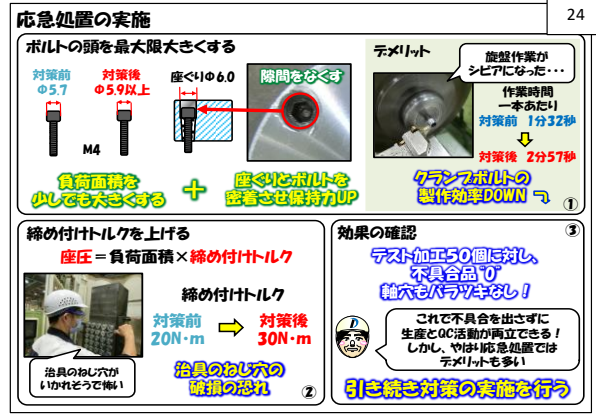 24
応急処置の実施
ボルトの頭を最大限大きくする
対策前
Φ5.7
対策後
Φ5.9以上
M4
座ぐりΦ6.0
隙間をなくす
負荷面積を
少しでも大きくする
＋
座ぐりとボルトを
密着させ保持力UP
デメリット
旋盤作業が
シビアになった・・・
作業時間
一本あたり
対策前 1分32秒
対策後 2分57秒
クランプボルトの
製作効率DOWN
①
締め付けトルクを上げる
座圧＝負荷面積×締め付けトルク
締め付けトルク
対策前
20N・m
対策後
30N・m
治具のねじ穴が
いかれそうで怖い
治具のねじ穴の
破損の恐れ
②
効果の確認
③
テスト加工50個に対し、
不具合品“0”
軸穴もバラツキなし！
D
これで不具合を出さずに
生産とQC活動が両立できる！
しかし、やはり応急処置では
デメリットも多い
引き続き対策の実施を行う